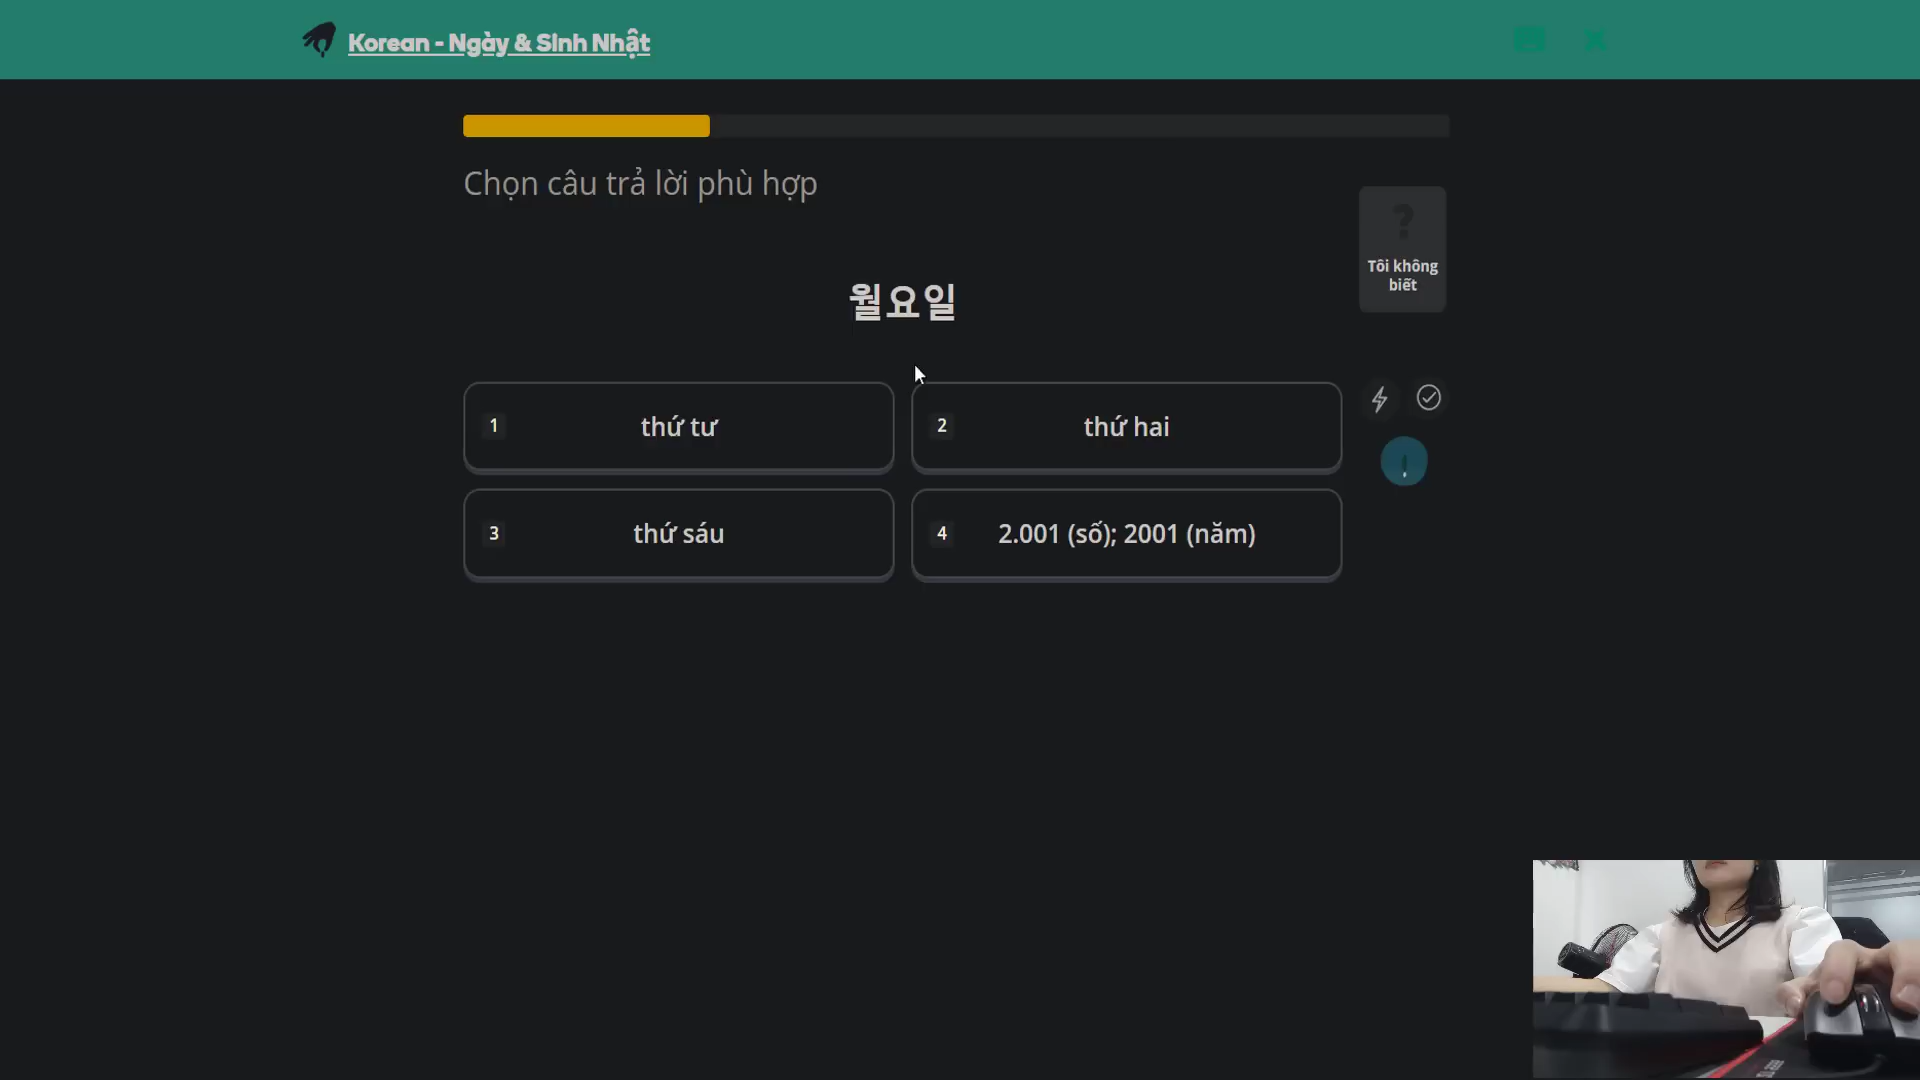 Korean - Ngày & Sinh Nhật
Chọn câu trả lời phù hợp
?
Tôi không
biết
월요일
1 thứ tư
2 thứ hai
3 thứ sáu
4 2.001 (số); 2001 (năm)